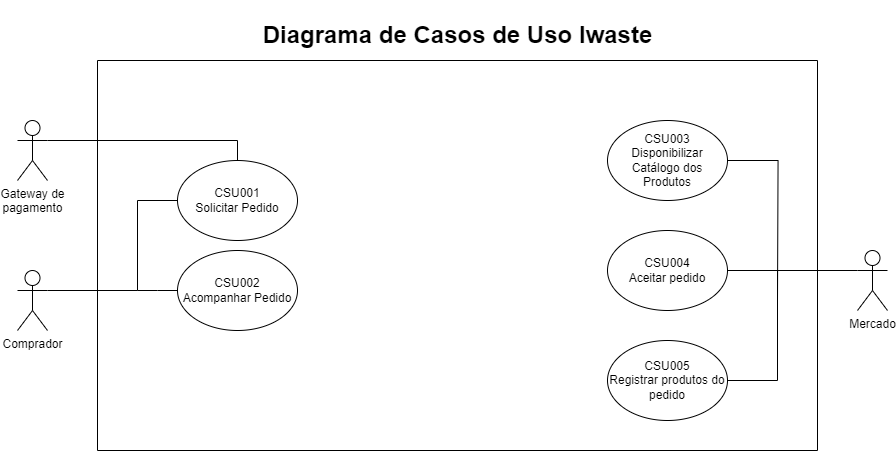 Diagrama de Casos de Uso Iwaste
Gateway de
pagamento
CSU001
Solicitar Pedido
CSU002
Acompanhar Pedido
Comprador
CSU003
Disponibilizar
Catálogo dos
Produtos
CSU004
Aceitar pedido
CSU005
Registrar produtos do
pedido
Mercado